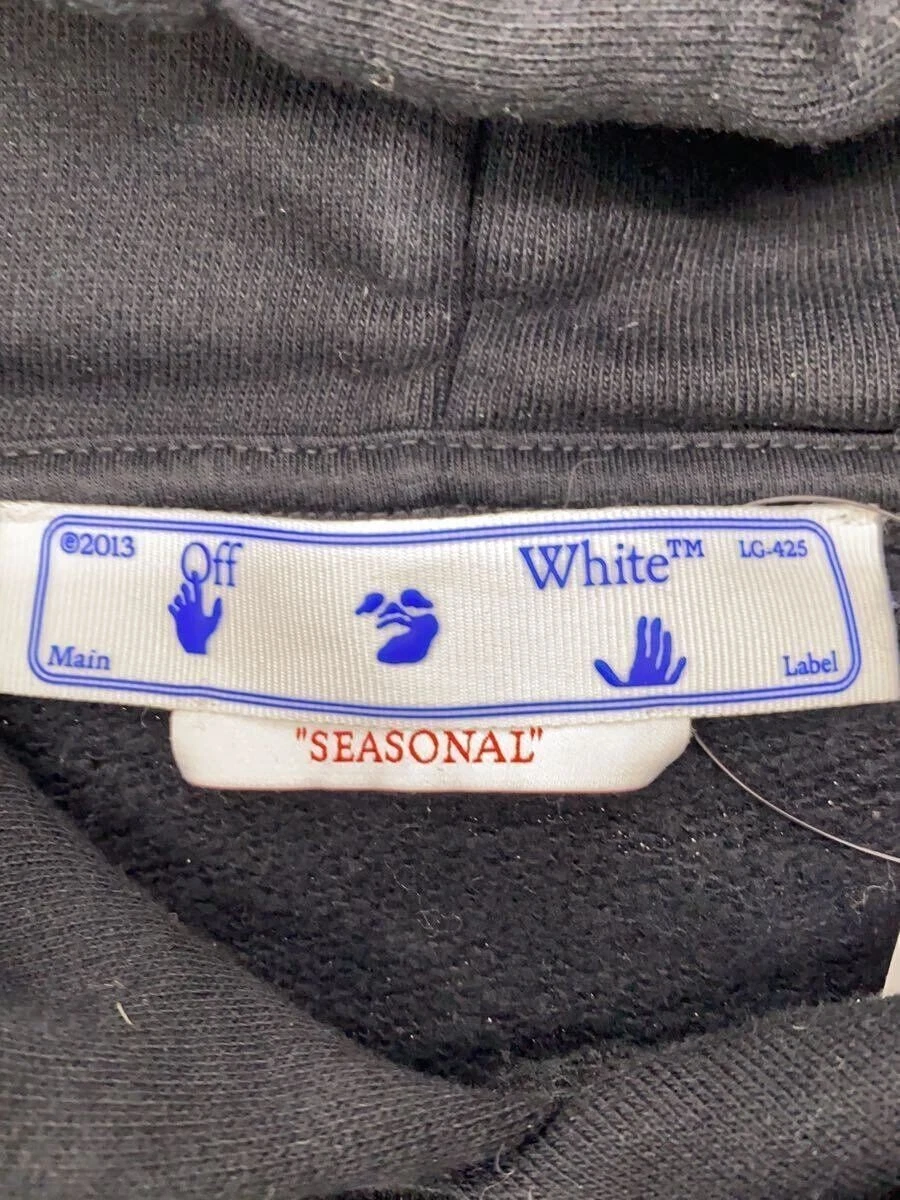 ©2013 Off White™ LG-425
Main Label
"SEASONAL"